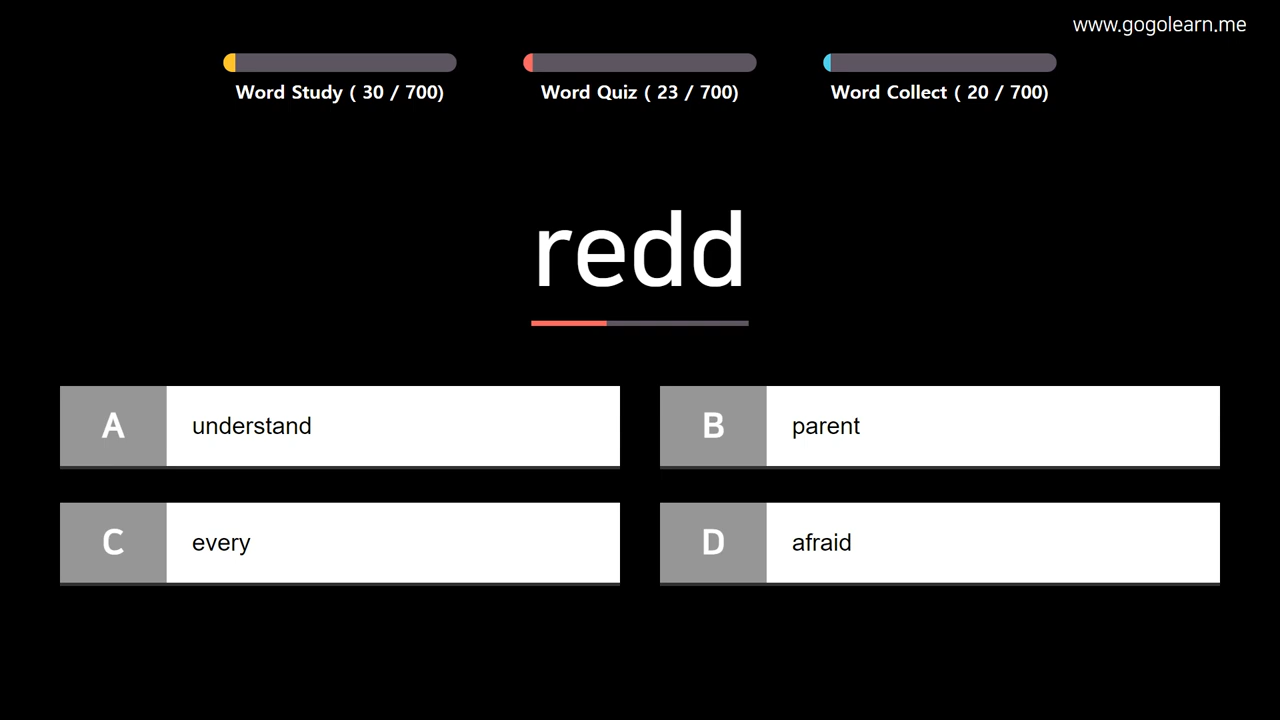 www.gogolearn.me
Word Study ( 30 / 700)
Word Quiz ( 23 / 700)
Word Collect ( 20 / 700)
redd
A understand
B parent
C every
D afraid